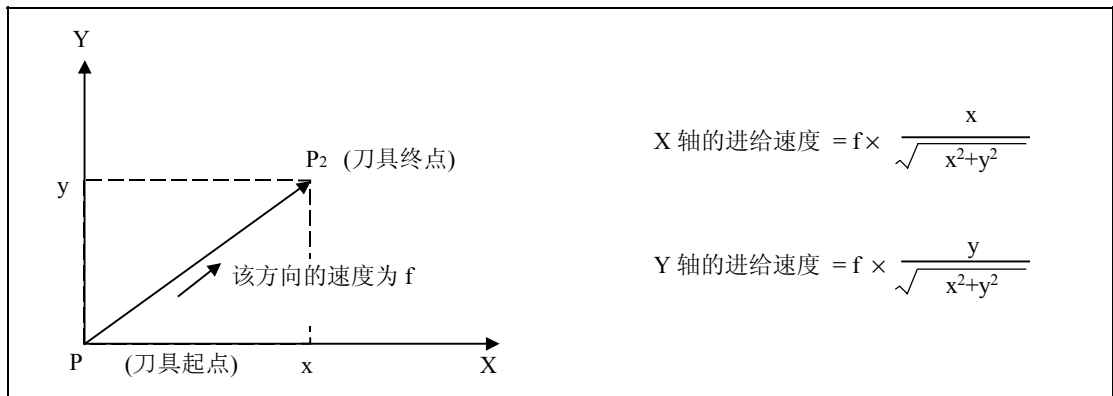 Y
P2 (刀具终点)
y
该方向的速度为 f
P (刀具起点) x X
X 轴的进给速度 = f × x / √x²+y²
Y 轴的进给速度 = f × y / √x²+y²